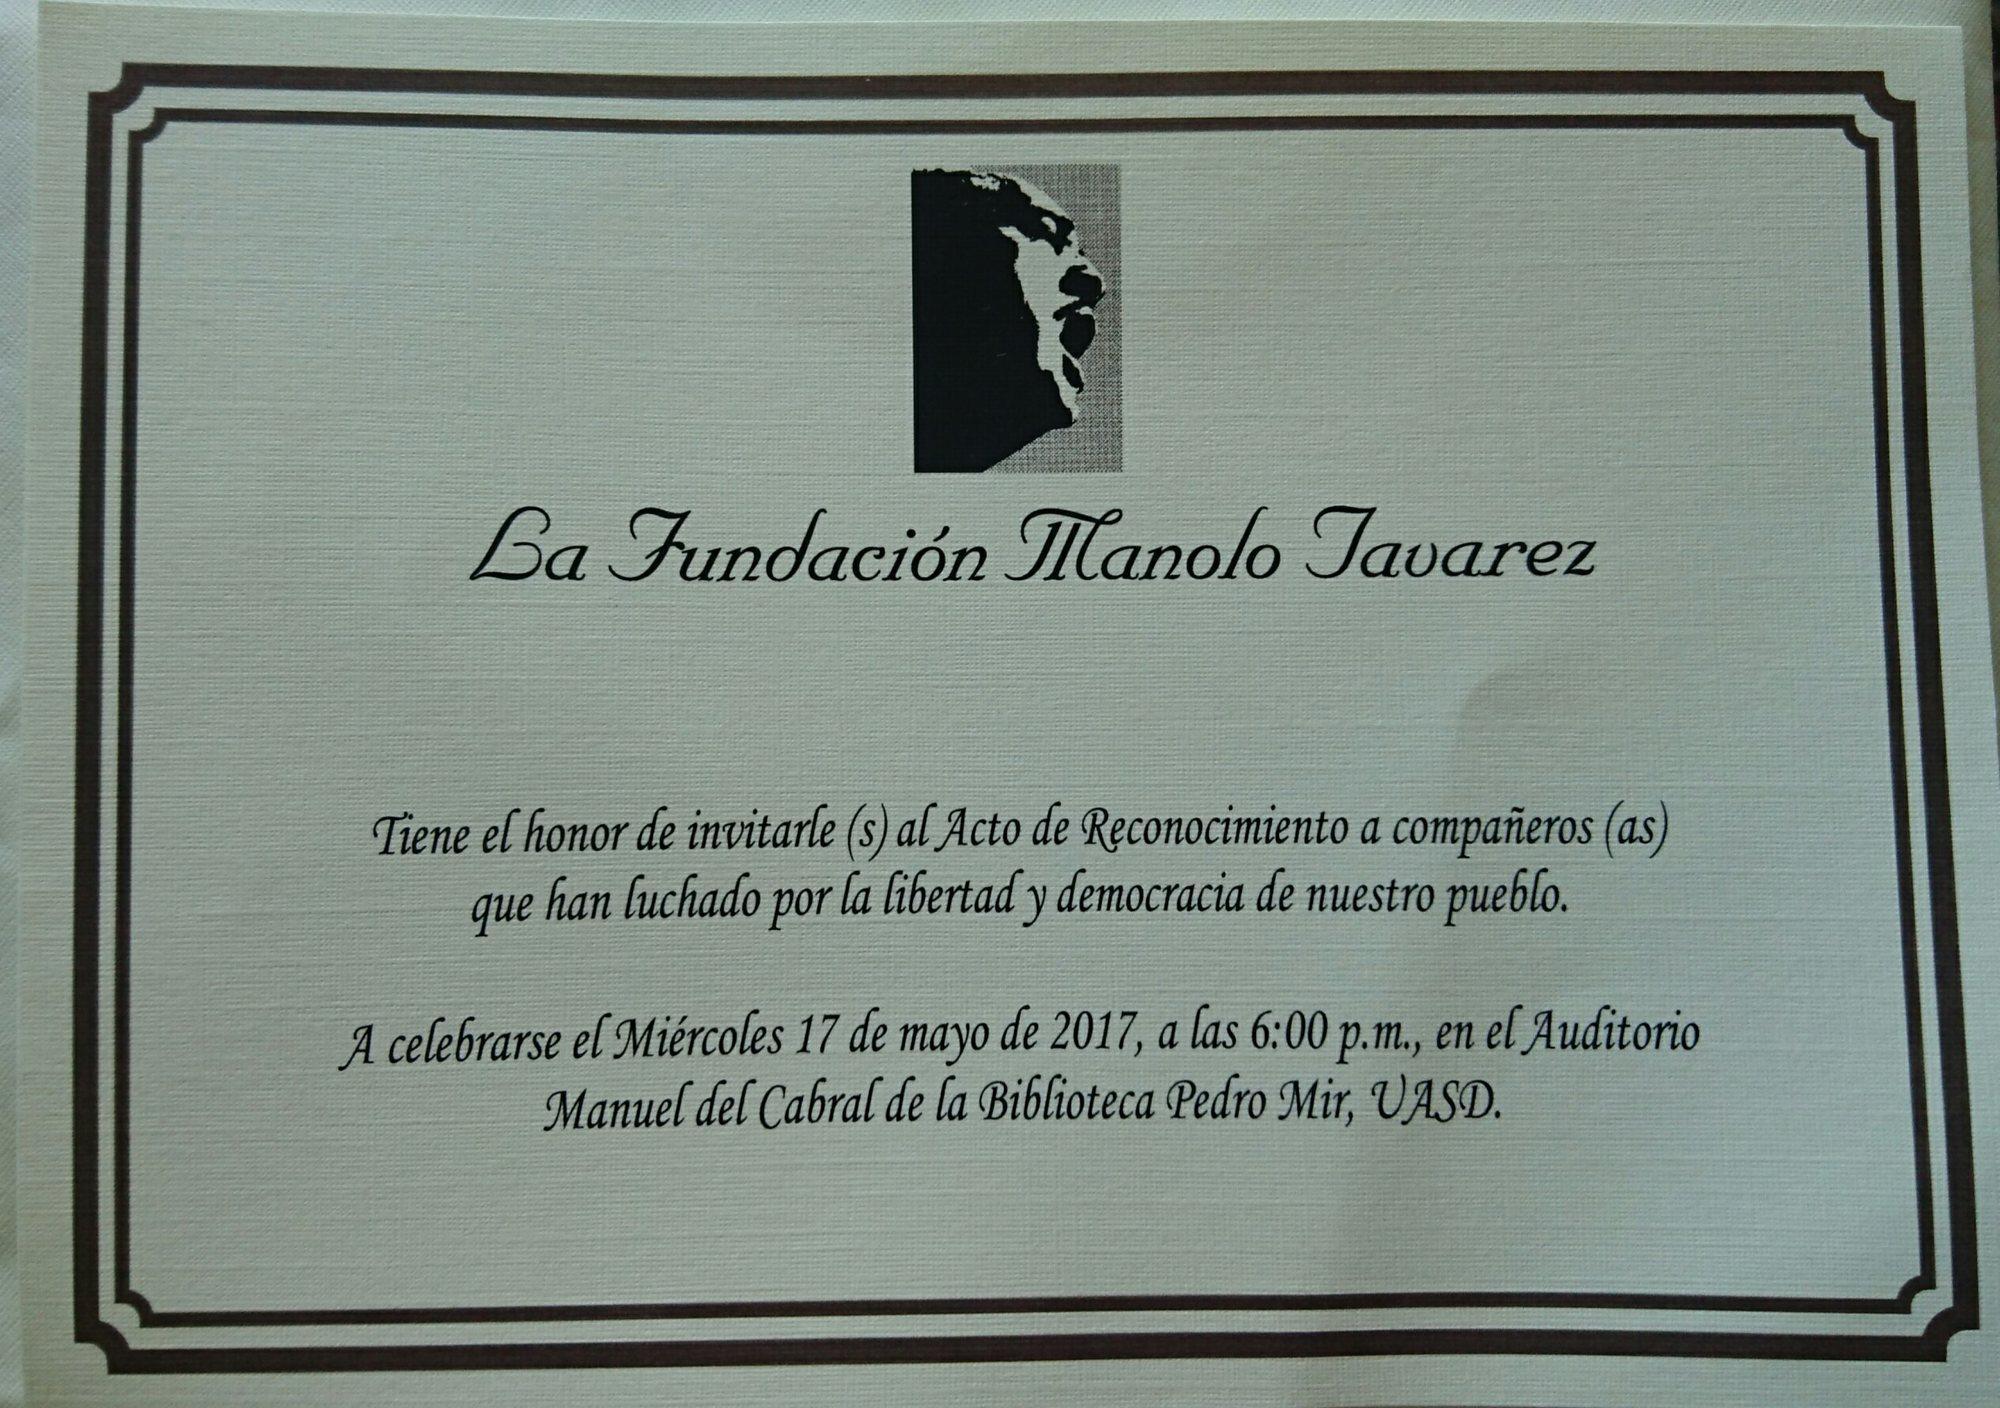 La Fundación Manolo Tavarez
Tiene el honor de invitarle (s) al Acto de Reconocimiento a compañeros (as)
que han luchado por la libertad y democracia de nuestro pueblo.
A celebrarse el Miércoles 17 de mayo de 2017, a las 6:00 p.m., en el Auditorio
Manuel del Cabral de la Biblioteca Pedro Mir, UASD.